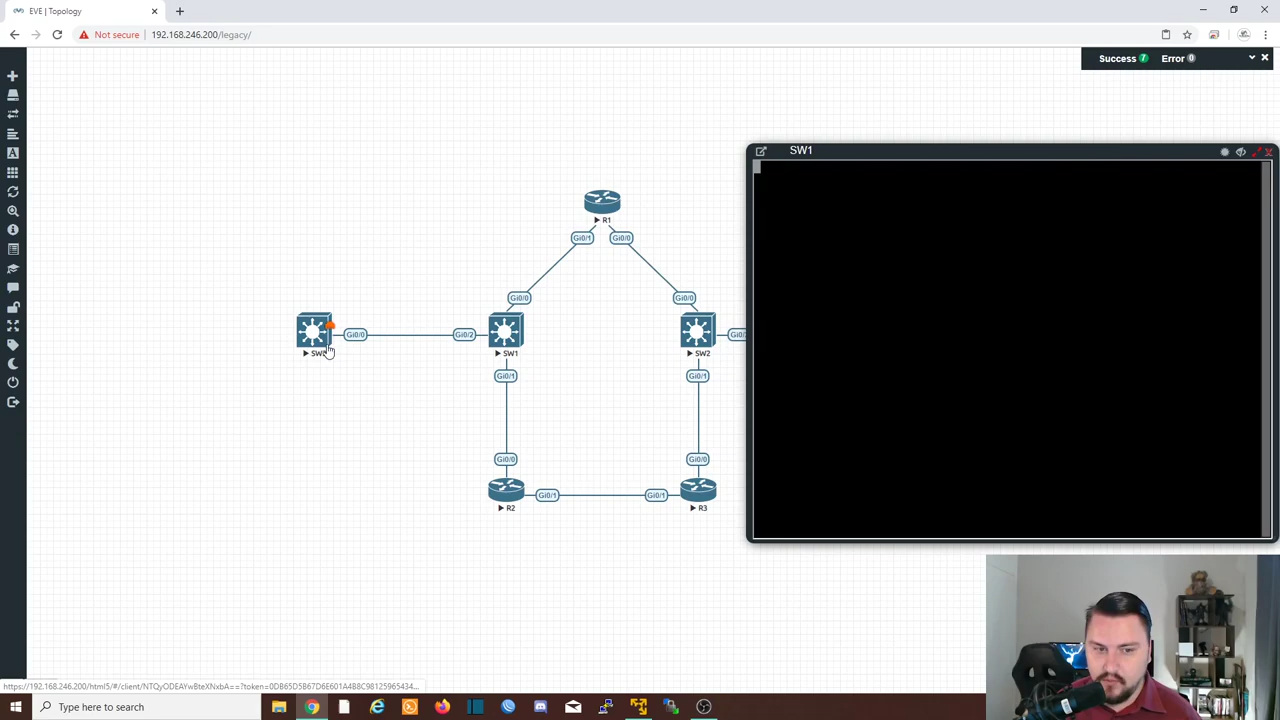 EVE | Topology
Not secure
192.168.246.200/legacy/
Success 7
Error 0
SW1
R1
Gi0/1
Gi0/0
Gi0/0
Gi0/0
Gi0/0
Gi0/2
SW1
SW2
Gi0/1
Gi0/1
Gi0/0
Gi0/0
Gi0/1
Gi0/1
R2
R3
Type here to search